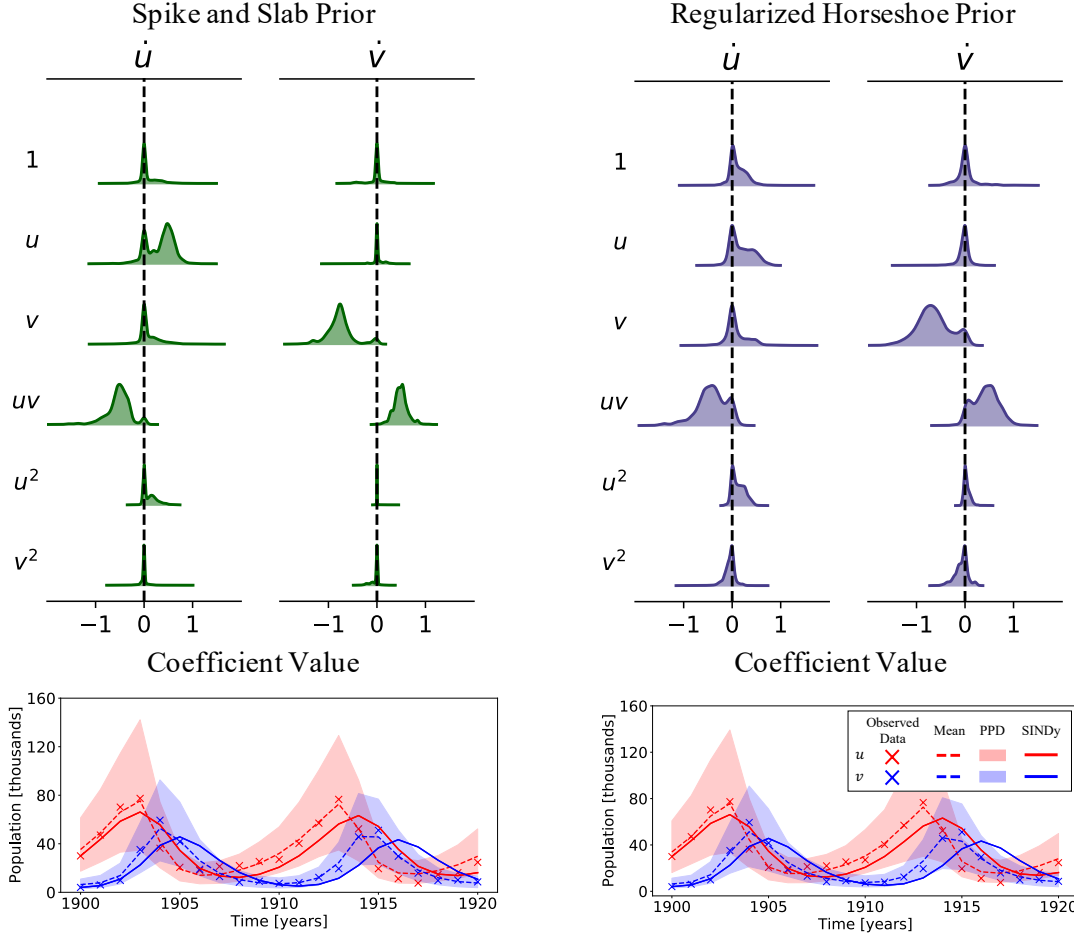 Spike and Slab Prior
Regularized Horseshoe Prior
u̇
v̇
u̇
v̇
1
u
v
uv
u²
v²
1
u
v
uv
u²
v²
−1 0 1
−1 0 1
−1 0 1
−1 0 1
Coefficient Value
Coefficient Value
Population [thousands]
160
120
80
40
0
1900 1905 1910 1915 1920
Time [years]
Population [thousands]
160
120
80
40
0
1900 1905 1910 1915 1920
Time [years]
Observed Data Mean PPD SINDy
u
v